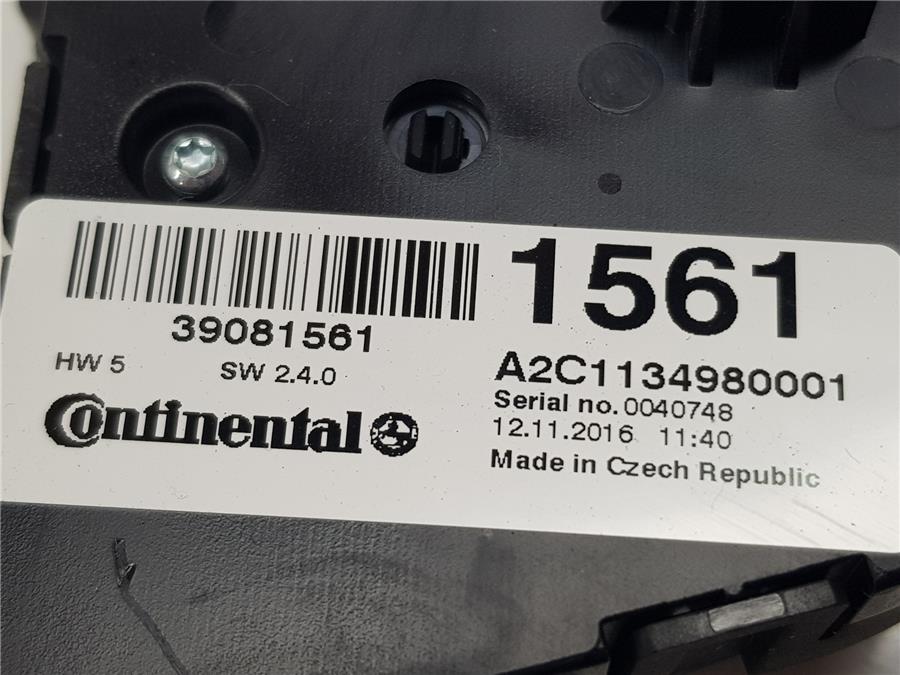 39081561
HW 5 SW 2.4.0
Continental
1561
A2C1134980001
Serial no. 0040748
12.11.2016 11:40
Made in Czech Republic